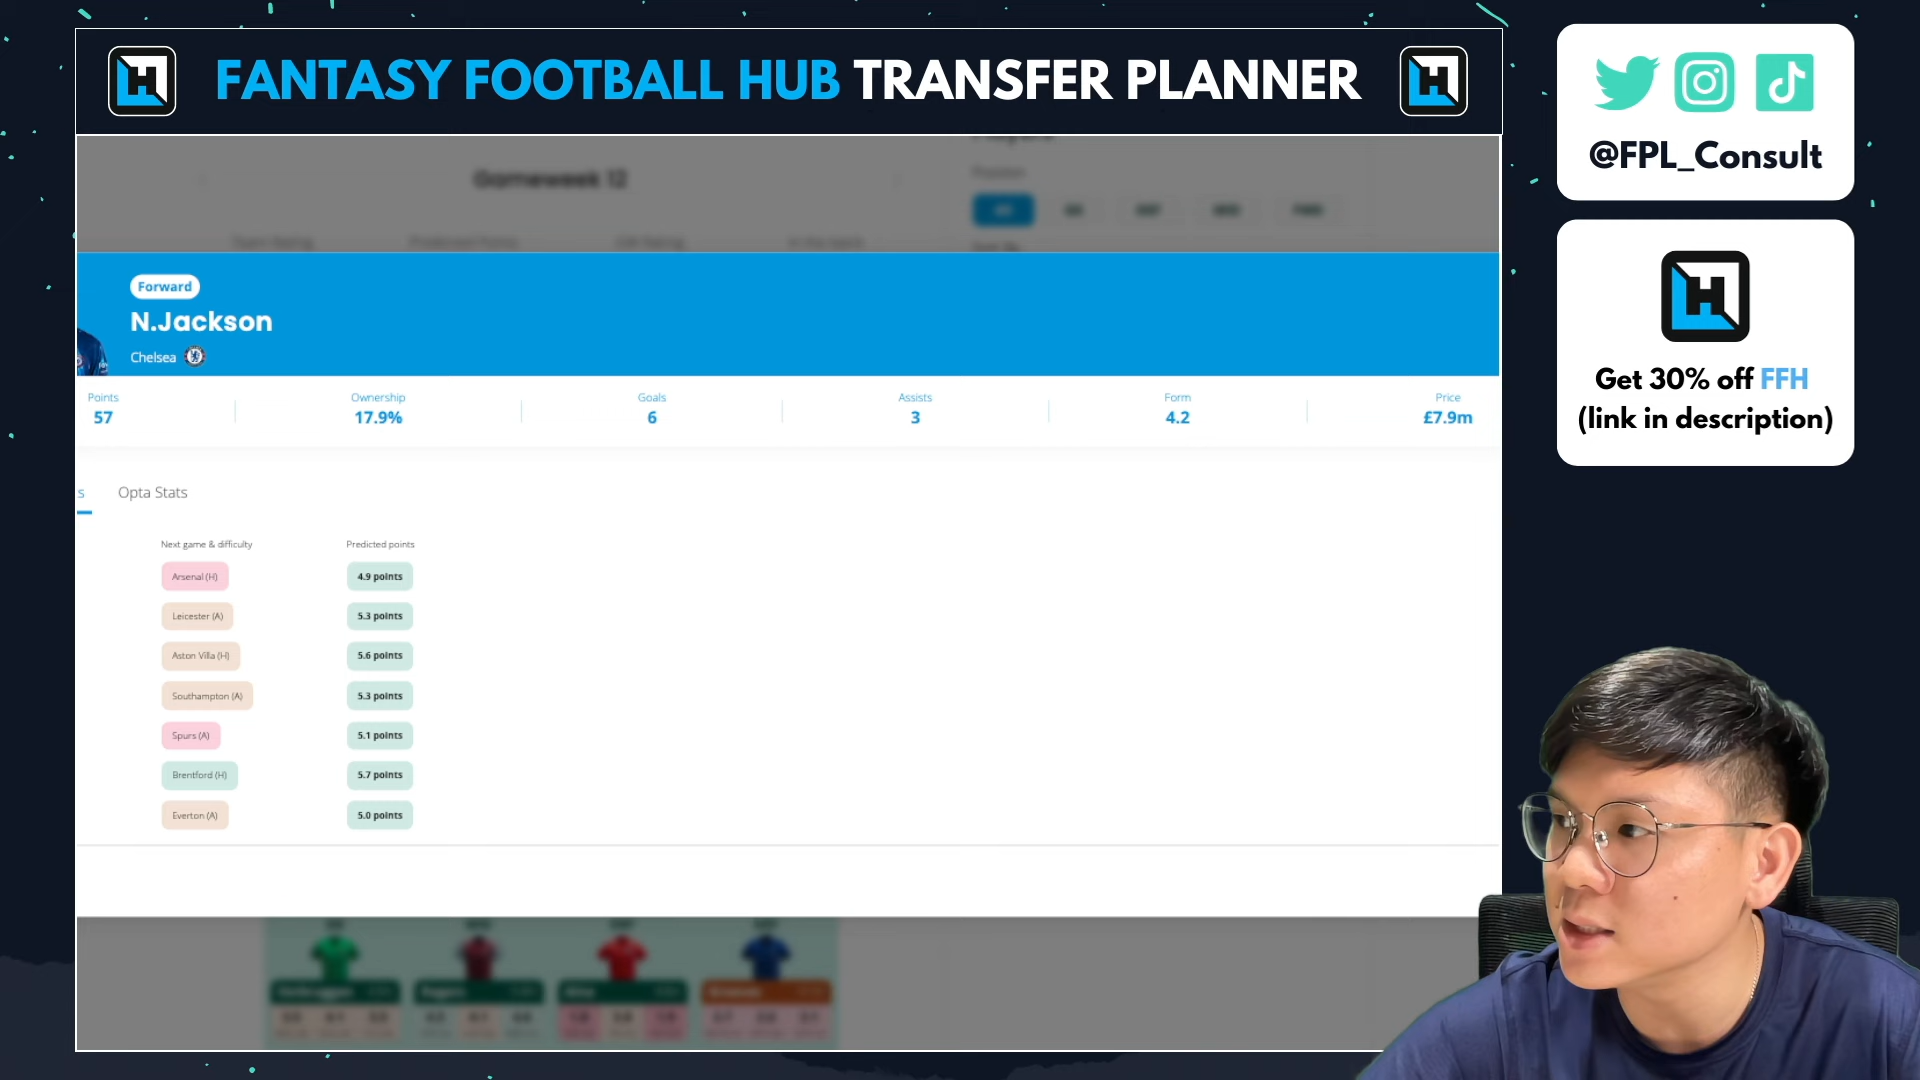 FANTASY FOOTBALL HUB TRANSFER PLANNER
@FPL_Consult
Get 30% off FFH
(link in description)
Gameweek 12
Forward
N.Jackson
Chelsea
Points
57
Ownership
17.9%
Goals
6
Assists
3
Form
4.2
Price
£7.9m
s
Opta Stats
Next game & difficulty
Predicted points
Arsenal (H)
4.9 points
Leicester (A)
5.3 points
Aston Villa (H)
5.6 points
Southampton (A)
5.3 points
Spurs (A)
5.1 points
Brentford (H)
5.7 points
Everton (A)
5.0 points